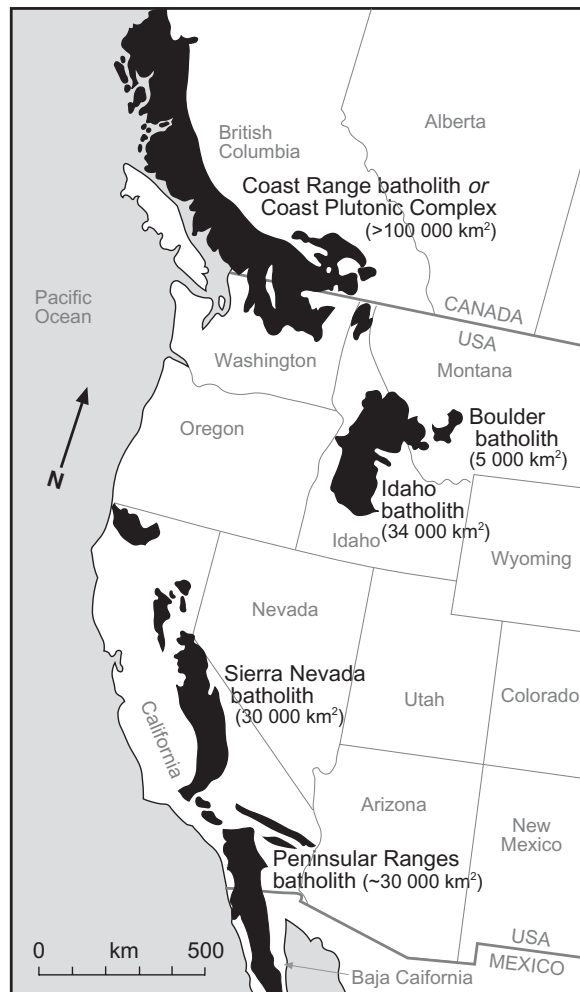 British
Columbia
Alberta
Coast Range batholith or
Coast Plutonic Complex
(>100 000 km²)
Pacific
Ocean
CANADA
USA
Washington
Montana
Oregon
Boulder
batholith
(5 000 km²)
N
Idaho
batholith
(34 000 km²)
Idaho
Wyoming
Nevada
Sierra Nevada
batholith
(30 000 km²)
Utah
Colorado
California
Arizona
New
Mexico
Peninsular Ranges
batholith (~30 000 km²)
0 km 500
USA
MEXICO
Baja Caifornia